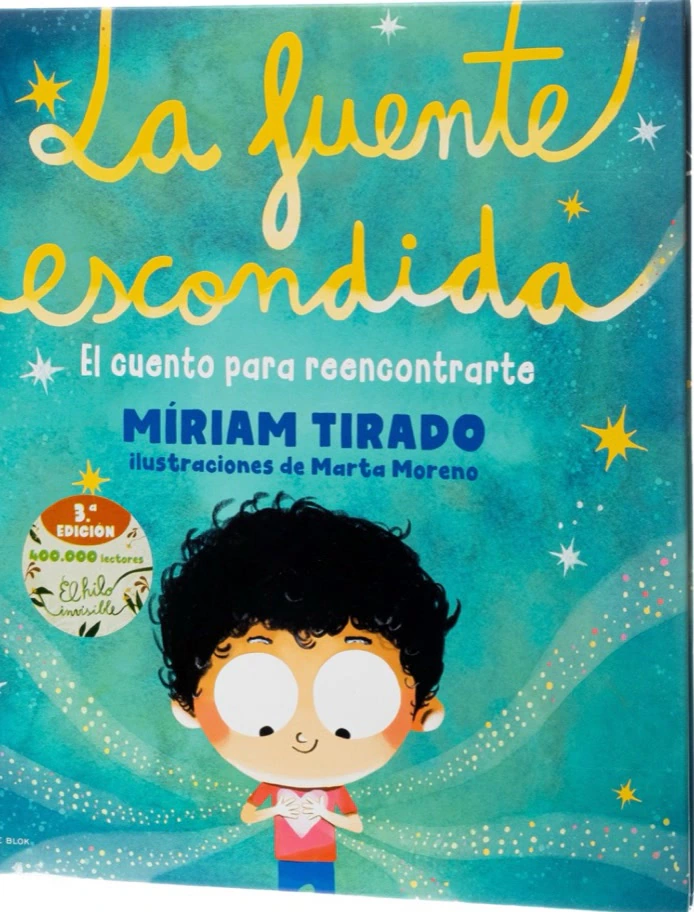 La fuente
escondida
El cuento para reencontrarte
MÍRIAM TIRADO
ilustraciones de Marta Moreno
3.ª
EDICIÓN
400.000 lectores
El hilo
invisible
BLOK